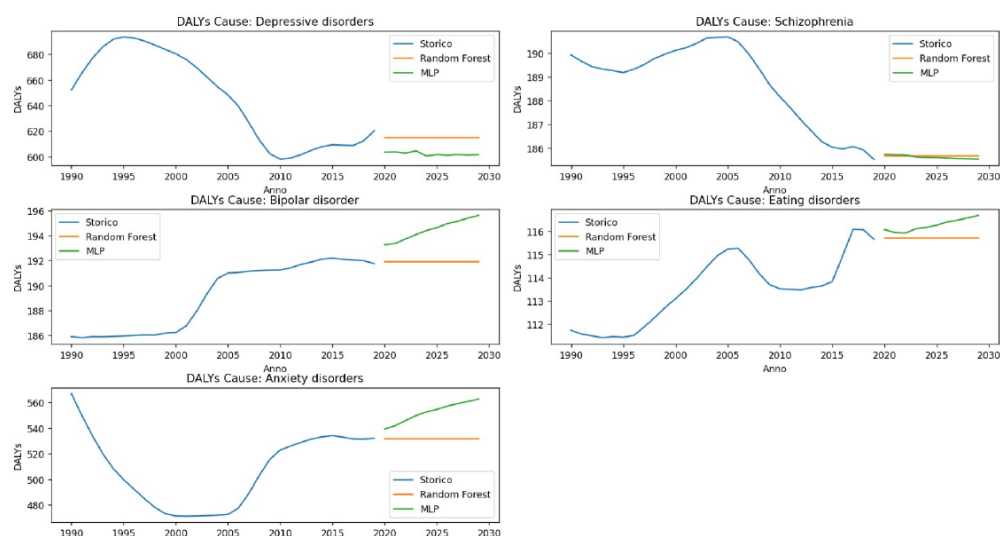 DALYs Cause: Depressive disorders
DALYs
680
660
640
620
600
1990 1995 2000 2005 2010 2015 2020 2025 2030
Anno
Storico
Random Forest
MLP
DALYs Cause: Schizophrenia
DALYs
190
189
188
187
186
1990 1995 2000 2005 2010 2015 2020 2025 2030
Anno
Storico
Random Forest
MLP
DALYs Cause: Bipolar disorder
DALYs
196
194
192
190
188
186
1990 1995 2000 2005 2010 2015 2020 2025 2030
Anno
Storico
Random Forest
MLP
DALYs Cause: Eating disorders
DALYs
116
115
114
113
112
1990 1995 2000 2005 2010 2015 2020 2025 2030
Anno
Storico
Random Forest
MLP
DALYs Cause: Anxiety disorders
DALYs
560
540
520
500
480
1990 1995 2000 2005 2010 2015 2020 2025 2030
Storico
Random Forest
MLP